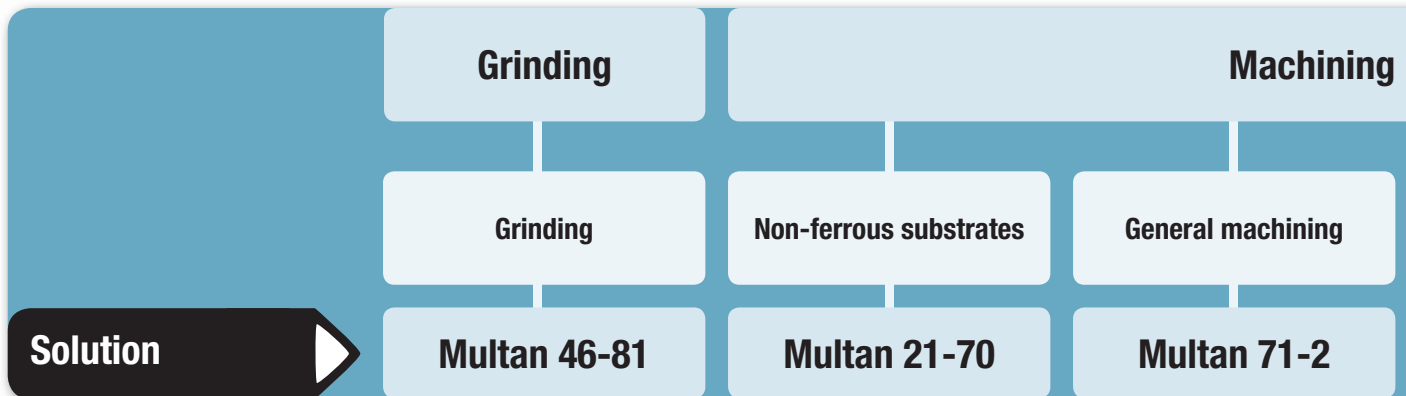 Grinding
Machining
Grinding
Non-ferrous substrates
General machining
Solution
Multan 46-81
Multan 21-70
Multan 71-2